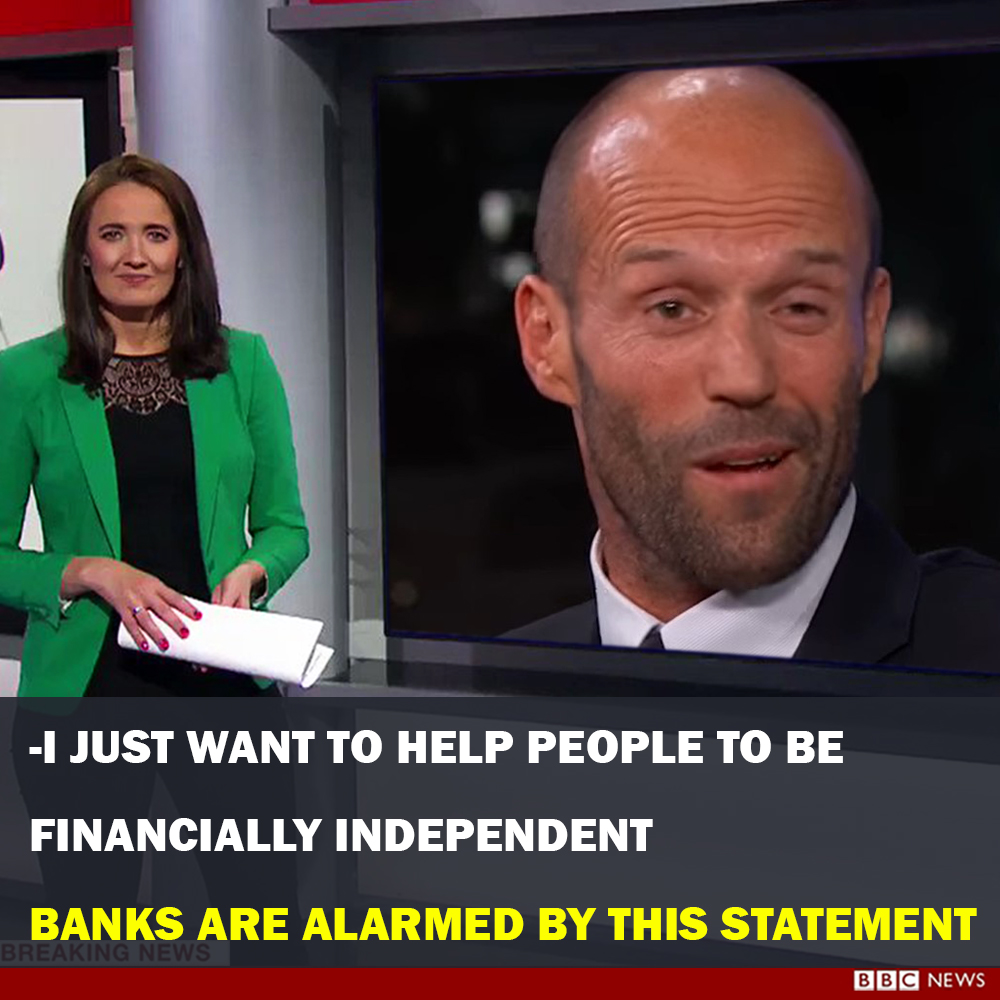 -I JUST WANT TO HELP PEOPLE TO BE
FINANCIALLY INDEPENDENT
BANKS ARE ALARMED BY THIS STATEMENT
BREAKING NEWS
BBC NEWS